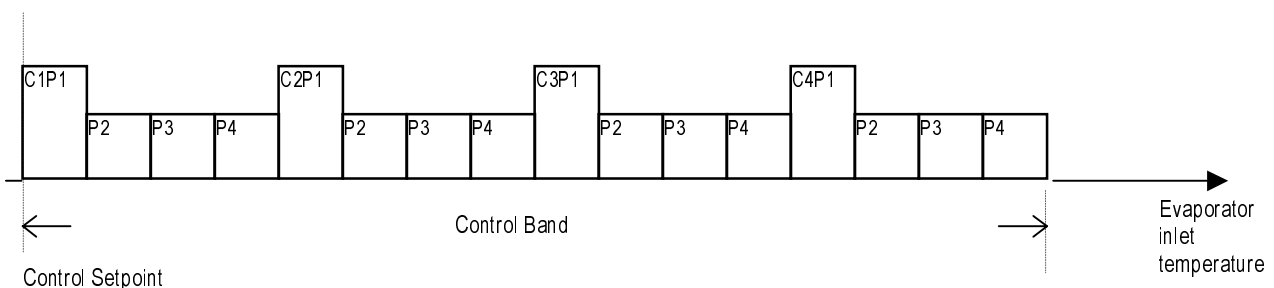 C1P1 C2P1 C3P1 C4P1
P2 P3 P4 P2 P3 P4 P2 P3 P4 P2 P3 P4
Control Band
Evaporator
inlet
temperature
Control Setpoint